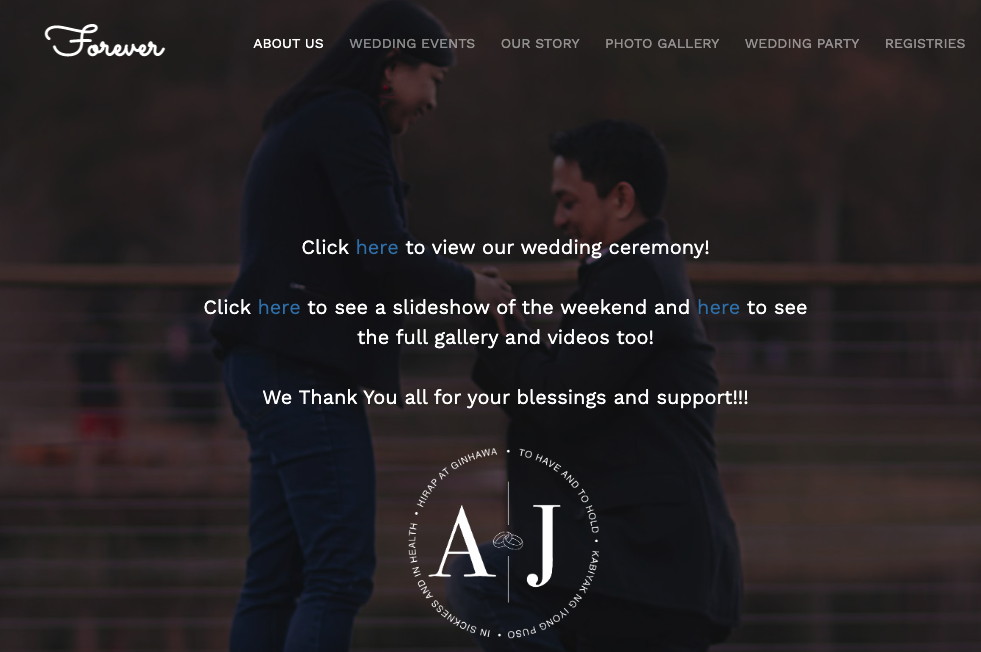 Forever
ABOUT US WEDDING EVENTS OUR STORY PHOTO GALLERY WEDDING PARTY REGISTRIES
Click here to view our wedding ceremony!
Click here to see a slideshow of the weekend and here to see
the full gallery and videos too!
We Thank You all for your blessings and support!!!
• TO HAVE AND TO HOLD • KABIYAK NG IYONG PUSO • IN SICKNESS AND IN HEALTH • HIRAP AT GINHAWA
A J